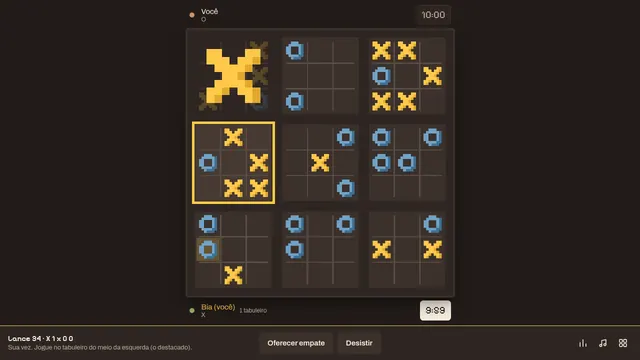 Você
O
10:00
Bia (você) 1 tabuleiro
X
9:59
Lance 34 · X 1 x 0 O
Sua vez. Jogue no tabuleiro do meio da esquerda (o destacado).
Oferecer empate
Desistir